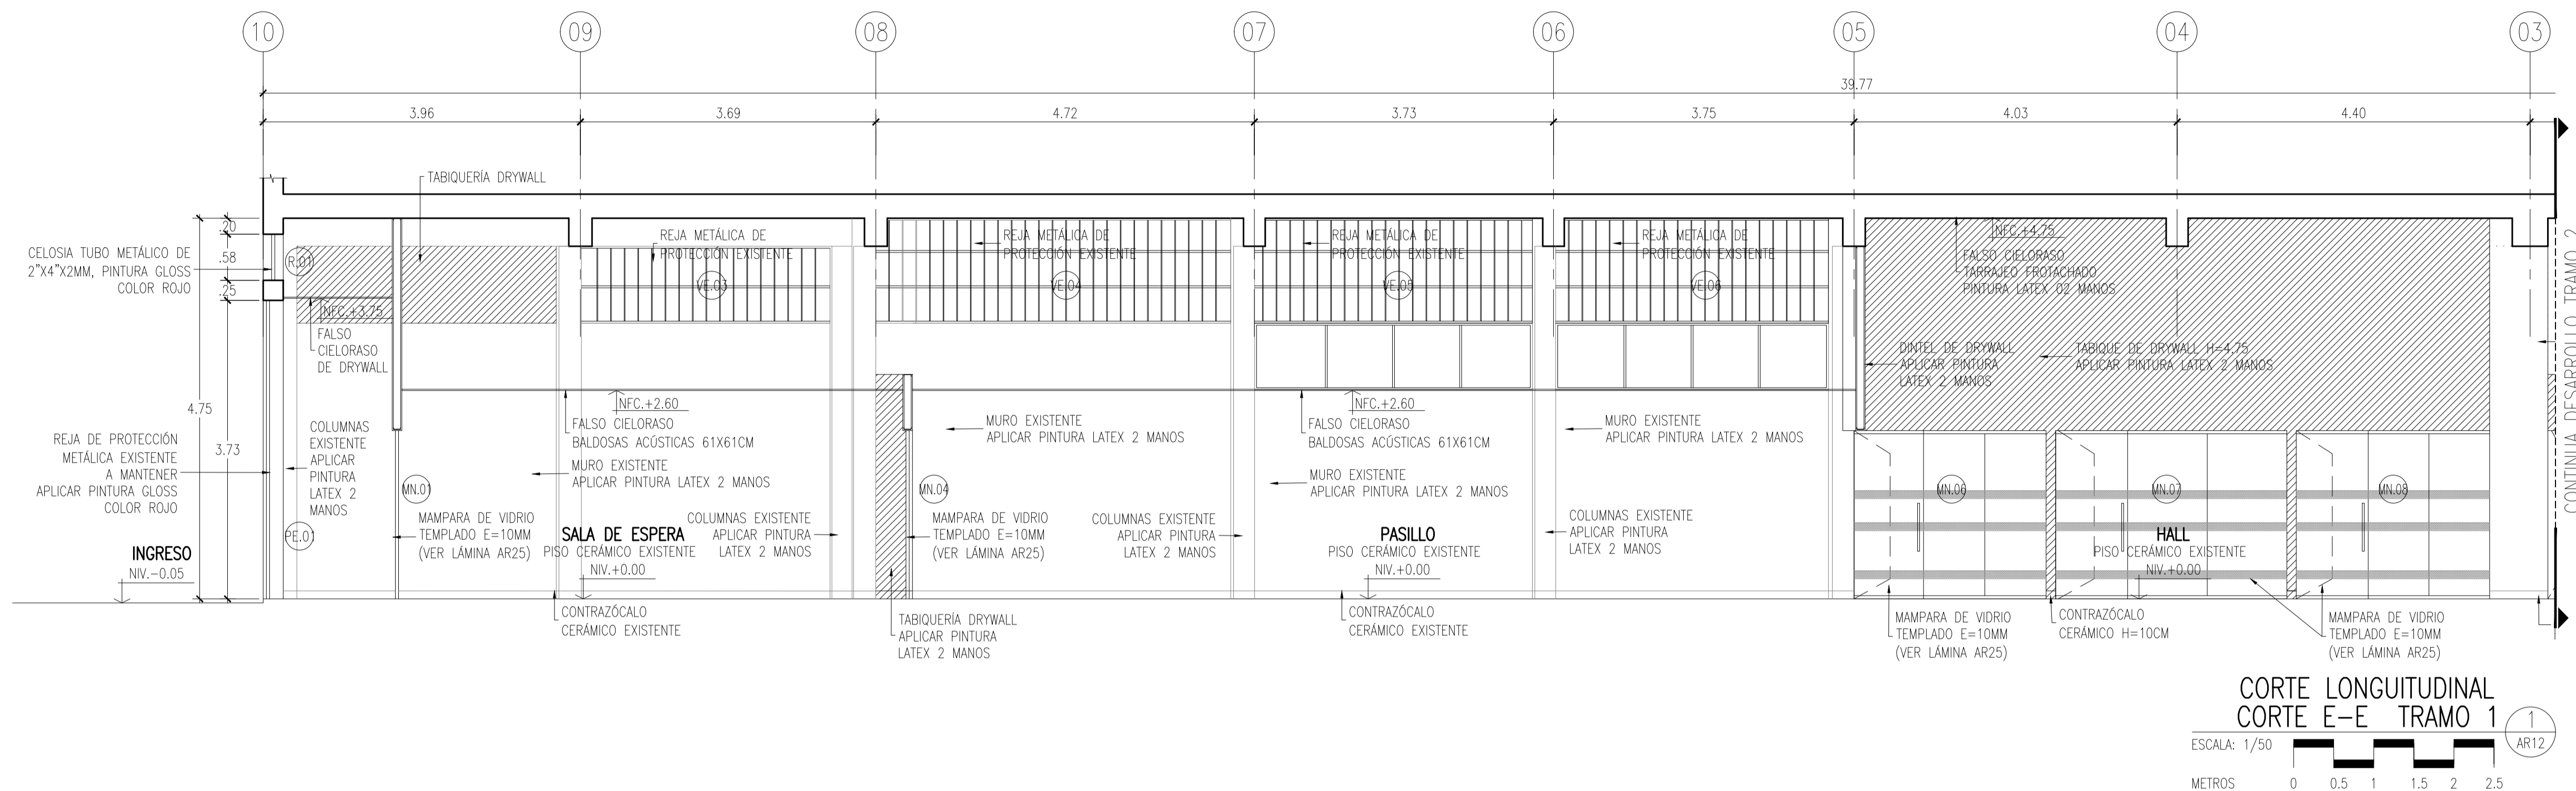 10
09
08
07
06
05
04
03
39.77
3.96
3.69
4.72
3.73
3.75
4.03
4.40
TABIQUERÍA DRYWALL
CELOSIA TUBO METÁLICO DE
2"X4"X2MM, PINTURA GLOSS
COLOR ROJO
.20
.58
.25
4.75
3.73
R.01
NFC.+3.75
FALSO
CIELORASO
DE DRYWALL
REJA METÁLICA DE
PROTECCIÓN EXISTENTE
VE.03
REJA METÁLICA DE
PROTECCIÓN EXISTENTE
VE.04
REJA METÁLICA DE
PROTECCIÓN EXISTENTE
VE.05
REJA METÁLICA DE
PROTECCIÓN EXISTENTE
VE.06
NFC.+4.75
FALSO CIELORASO
TARRAJEO FROTACHADO
PINTURA LATEX 02 MANOS
DINTEL DE DRYWALL
APLICAR PINTURA
LATEX 2 MANOS
TABIQUE DE DRYWALL H=4.75
APLICAR PINTURA LATEX 2 MANOS
CONTINUA DESARROLLO TRAMO 2
REJA DE PROTECCIÓN
METÁLICA EXISTENTE
A MANTENER
APLICAR PINTURA GLOSS
COLOR ROJO
COLUMNAS
EXISTENTE
APLICAR
PINTURA
LATEX 2
MANOS
PE.01
INGRESO
NIV.-0.05
NFC.+2.60
FALSO CIELORASO
BALDOSAS ACÚSTICAS 61X61CM
MURO EXISTENTE
APLICAR PINTURA LATEX 2 MANOS
MN.01
MAMPARA DE VIDRIO
TEMPLADO E=10MM
(VER LÁMINA AR25)
SALA DE ESPERA
PISO CERÁMICO EXISTENTE
NIV.+0.00
COLUMNAS EXISTENTE
APLICAR PINTURA
LATEX 2 MANOS
CONTRAZÓCALO
CERÁMICO EXISTENTE
MURO EXISTENTE
APLICAR PINTURA LATEX 2 MANOS
MN.04
MAMPARA DE VIDRIO
TEMPLADO E=10MM
(VER LÁMINA AR25)
TABIQUERÍA DRYWALL
APLICAR PINTURA
LATEX 2 MANOS
COLUMNAS EXISTENTE
APLICAR PINTURA
LATEX 2 MANOS
NFC.+2.60
FALSO CIELORASO
BALDOSAS ACÚSTICAS 61X61CM
MURO EXISTENTE
APLICAR PINTURA LATEX 2 MANOS
PASILLO
PISO CERÁMICO EXISTENTE
NIV.+0.00
CONTRAZÓCALO
CERÁMICO EXISTENTE
MURO EXISTENTE
APLICAR PINTURA LATEX 2 MANOS
COLUMNAS EXISTENTE
APLICAR PINTURA
LATEX 2 MANOS
MN.06
MN.07
MN.08
HALL
PISO CERÁMICO EXISTENTE
NIV.+0.00
MAMPARA DE VIDRIO
TEMPLADO E=10MM
(VER LÁMINA AR25)
CONTRAZÓCALO
CERÁMICO H=10CM
MAMPARA DE VIDRIO
TEMPLADO E=10MM
(VER LÁMINA AR25)
CORTE LONGUITUDINAL
CORTE E-E TRAMO 1
1
AR12
ESCALA: 1/50
METROS
0 0.5 1 1.5 2 2.5